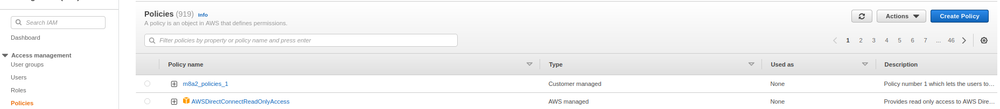 Search IAM
Dashboard
Access management
User groups
Users
Roles
Policies
Policies (919) Info
A policy is an object in AWS that defines permissions.
Actions
Create Policy
Filter policies by property or policy name and press enter
1 2 3 4 5 6 7 ... 46
Policy name Type Used as Description
m8a2_policies_1 Customer managed None Policy number 1 which lets the users to…
AWSDirectConnectReadOnlyAccess AWS managed None Provides read only access to AWS Dire…